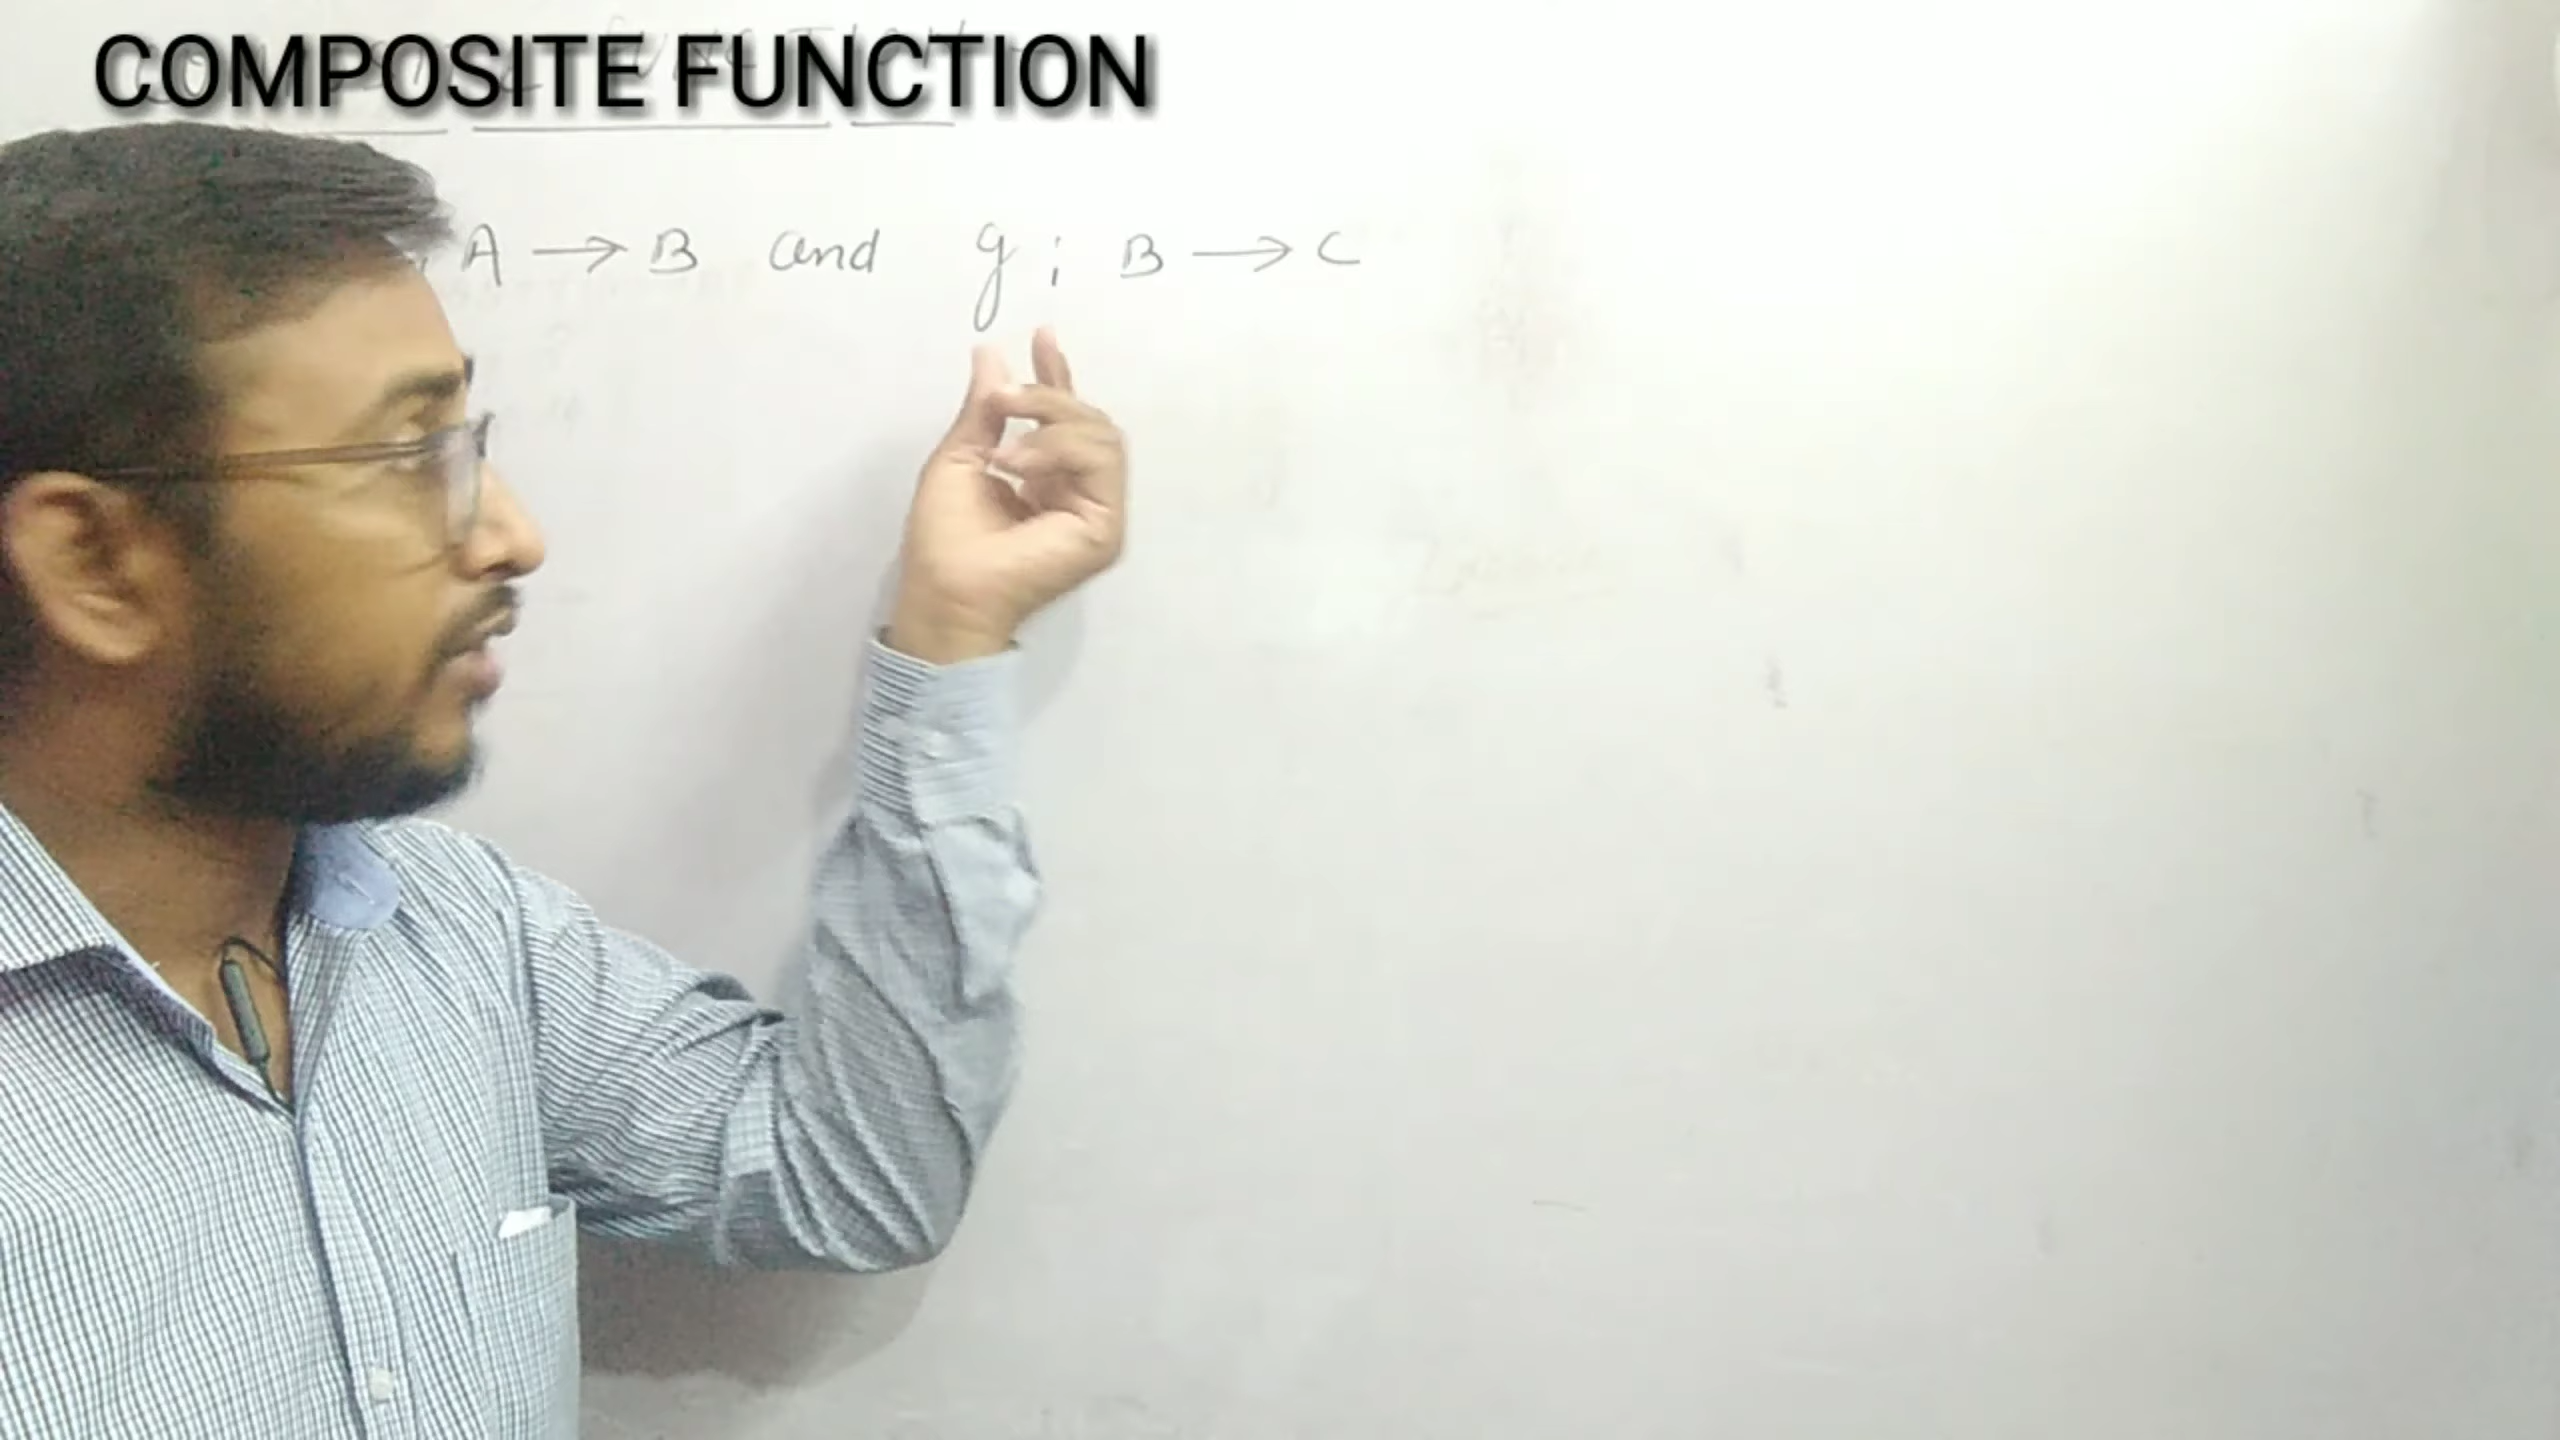 COMPOSITE FUNCTION
A → B and g : B → C